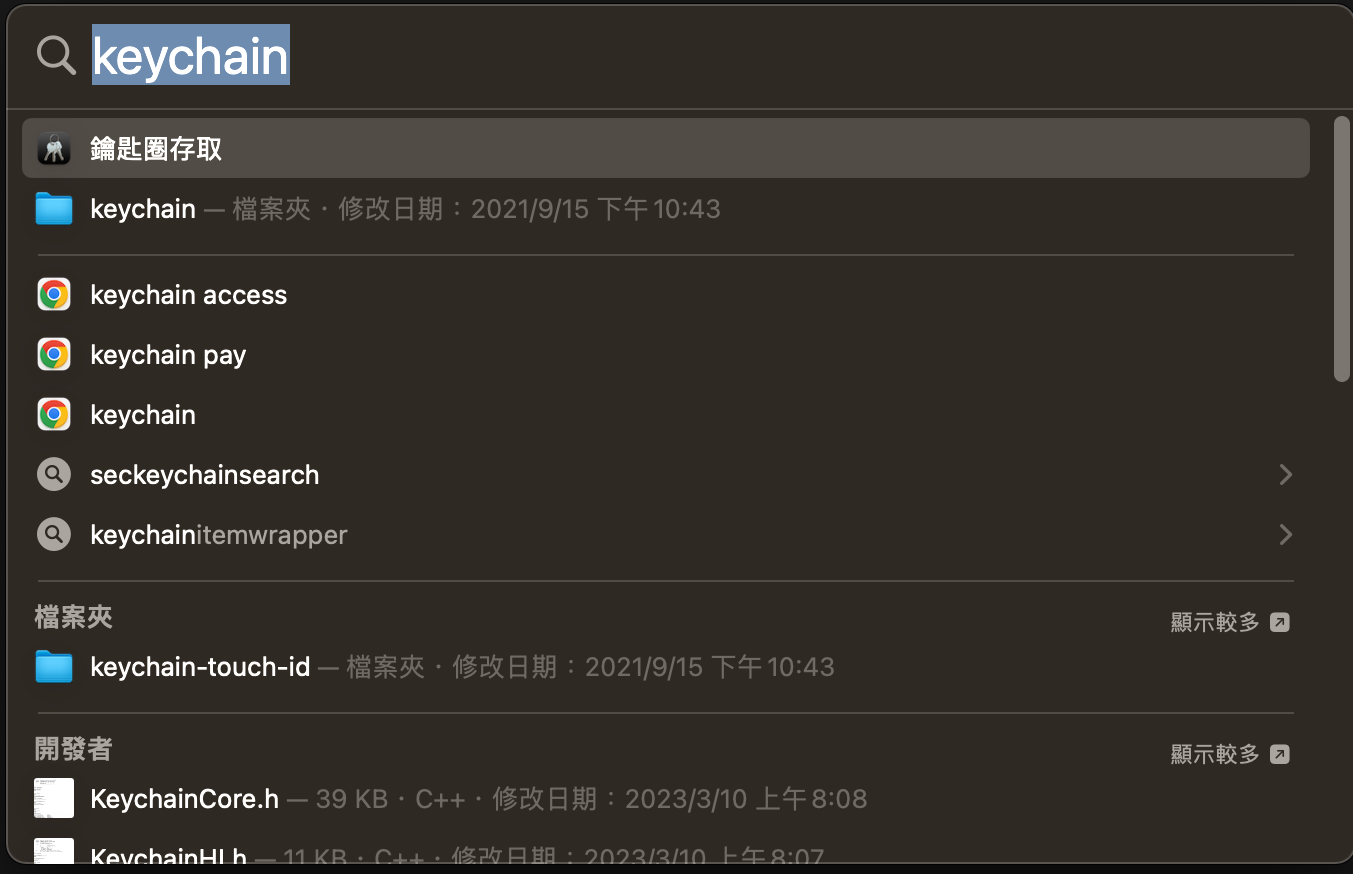 keychain
鑰匙圈存取
keychain — 檔案夾 · 修改日期：2021/9/15 下午10:43
keychain access
keychain pay
keychain
seckeychainsearch
keychainitemwrapper
檔案夾
顯示較多
keychain-touch-id — 檔案夾 · 修改日期：2021/9/15 下午10:43
開發者
顯示較多
KeychainCore.h — 39 KB · C++ · 修改日期：2023/3/10 上午8:08
KeychainHI.h — 11 KB · C++ · 修改日期：2023/3/10 上午8:07